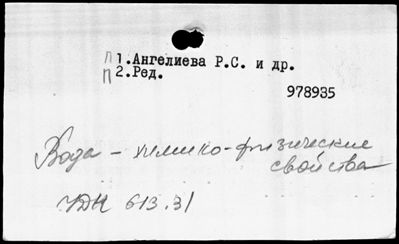 П 1.Ангелиева Р.С. и др.
П 2.Ред.
978935
Вода – химико-физические
свойства
УДК 613.31